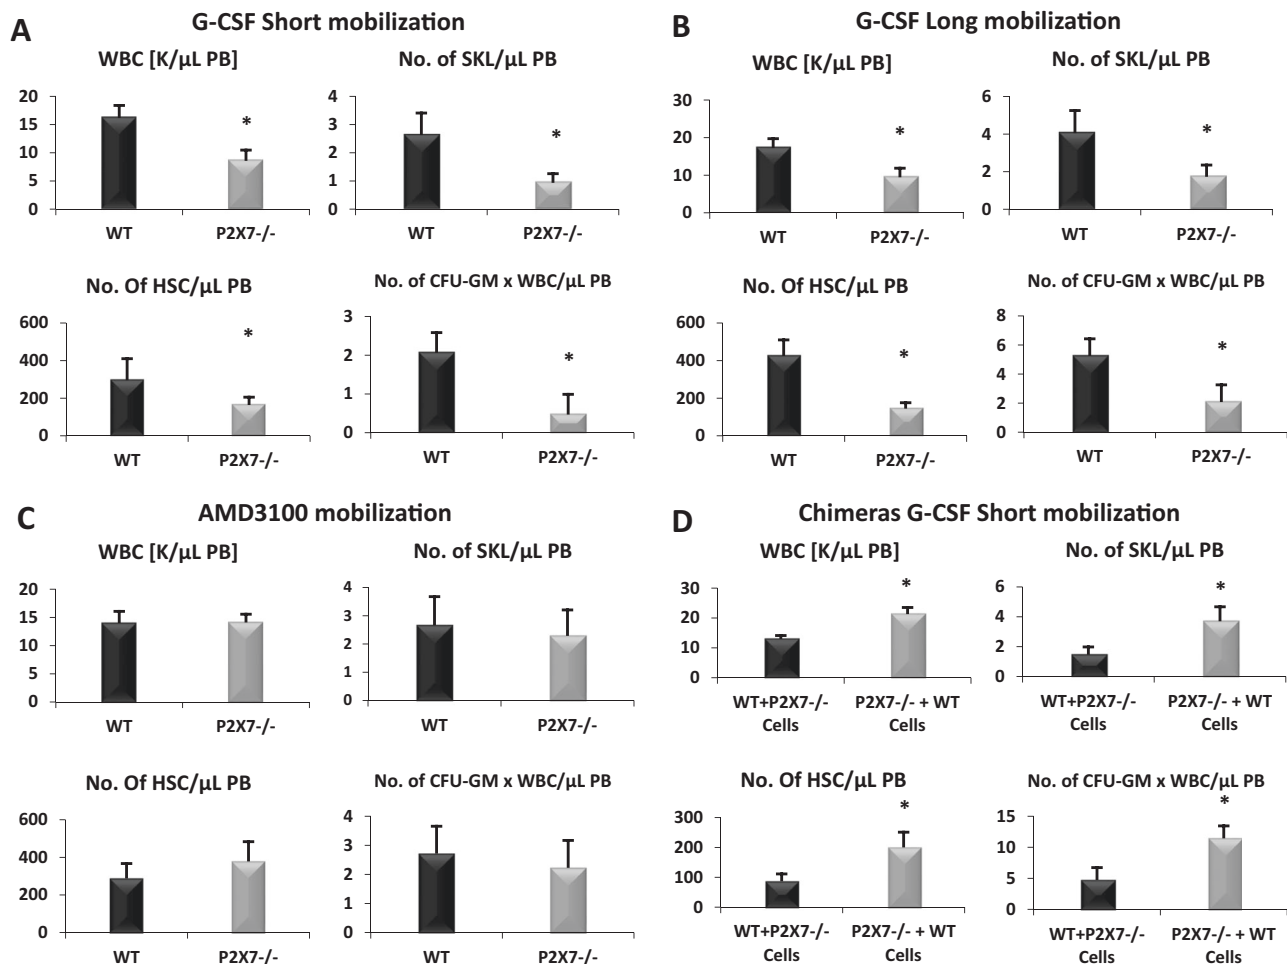 A
G-CSF Short mobilization
WBC [K/µL PB]
20
15
10
5
0
*
WT
P2X7-/-
No. of SKL/µL PB
4
3
2
1
0
*
WT
P2X7-/-
No. Of HSC/µL PB
600
400
200
0
*
WT
P2X7-/-
No. of CFU-GM x WBC/µL PB
3
2
1
0
*
WT
P2X7-/-
B
G-CSF Long mobilization
WBC [K/µL PB]
30
20
10
0
*
WT
P2X7-/-
No. of SKL/µL PB
6
4
2
0
*
WT
P2X7-/-
No. Of HSC/µL PB
600
400
200
0
*
WT
P2X7-/-
No. of CFU-GM x WBC/µL PB
8
6
4
2
0
*
WT
P2X7-/-
C
AMD3100 mobilization
WBC [K/µL PB]
20
15
10
5
0
WT
P2X7-/-
No. of SKL/µL PB
4
3
2
1
0
WT
P2X7-/-
No. Of HSC/µL PB
600
400
200
0
WT
P2X7-/-
No. of CFU-GM x WBC/µL PB
4
3
2
1
0
WT
P2X7-/-
D
Chimeras G-CSF Short mobilization
WBC [K/µL PB]
30
20
10
0
*
WT+P2X7-/-
Cells
P2X7-/- + WT
Cells
No. of SKL/µL PB
6
4
2
0
*
WT+P2X7-/-
Cells
P2X7-/- + WT
Cells
No. Of HSC/µL PB
300
200
100
0
*
WT+P2X7-/-
Cells
P2X7-/- + WT
Cells
No. of CFU-GM x WBC/µL PB
15
10
5
0
*
WT+P2X7-/-
Cells
P2X7-/- + WT
Cells